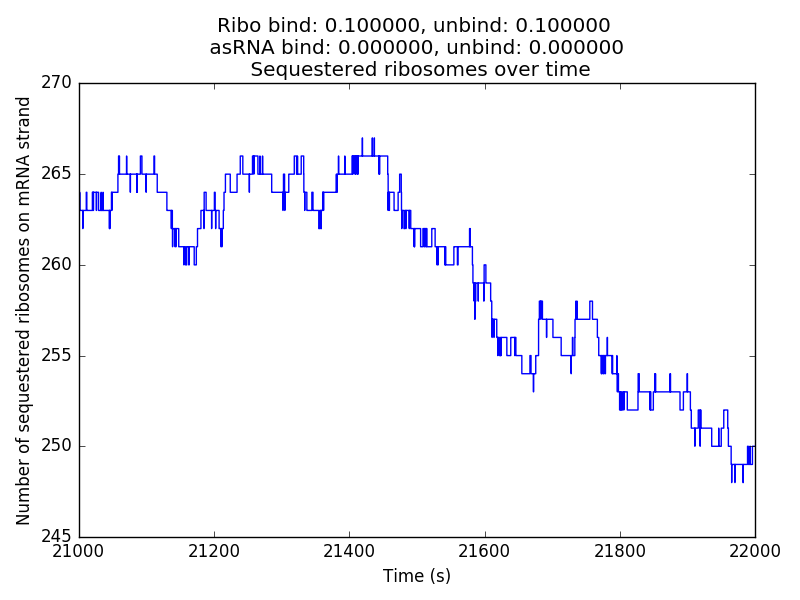 Ribo bind: 0.100000, unbind: 0.100000
asRNA bind: 0.000000, unbind: 0.000000
Sequestered ribosomes over time
Number of sequestered ribosomes on mRNA strand
270
265
260
255
250
245
21000 21200 21400 21600 21800 22000
Time (s)